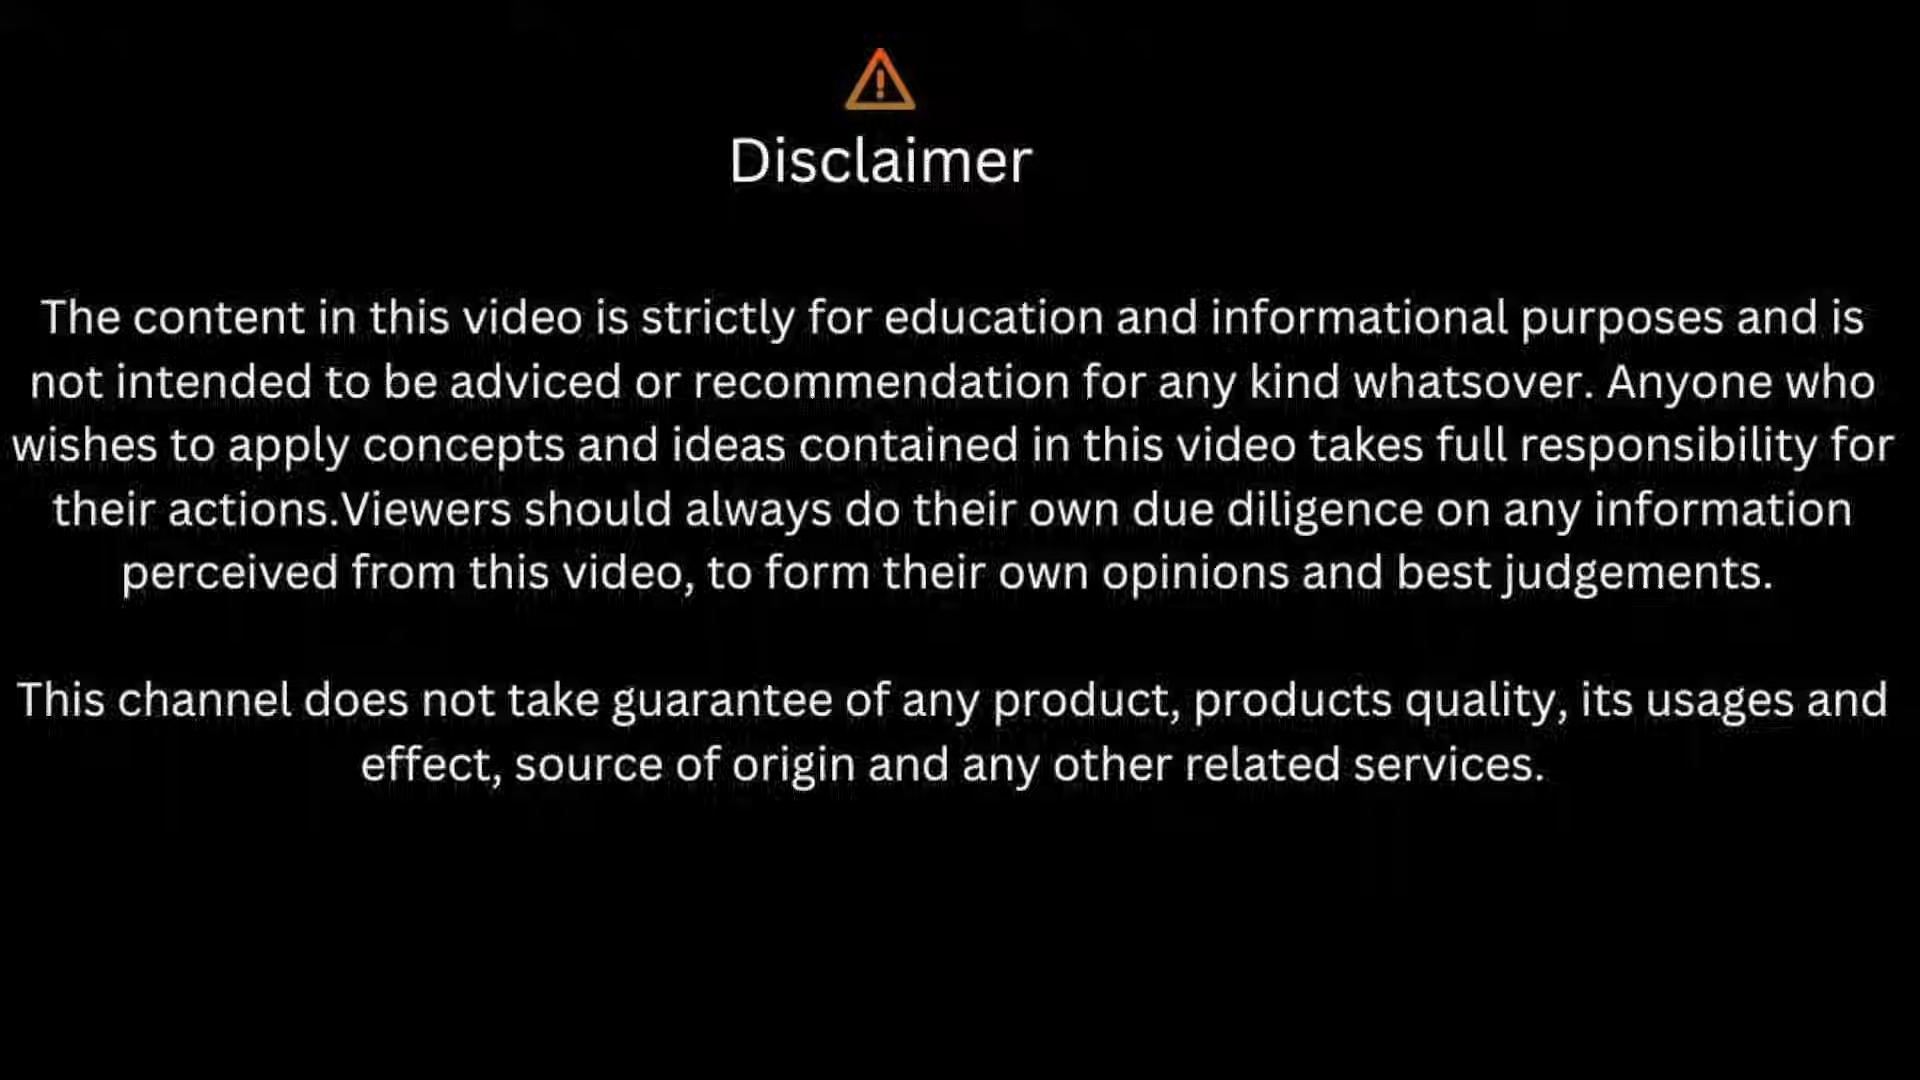 Disclaimer
The content in this video is strictly for education and informational purposes and is
not intended to be adviced or recommendation for any kind whatsover. Anyone who
wishes to apply concepts and ideas contained in this video takes full responsibility for
their actions.Viewers should always do their own due diligence on any information
perceived from this video, to form their own opinions and best judgements.
This channel does not take guarantee of any product, products quality, its usages and
effect, source of origin and any other related services.